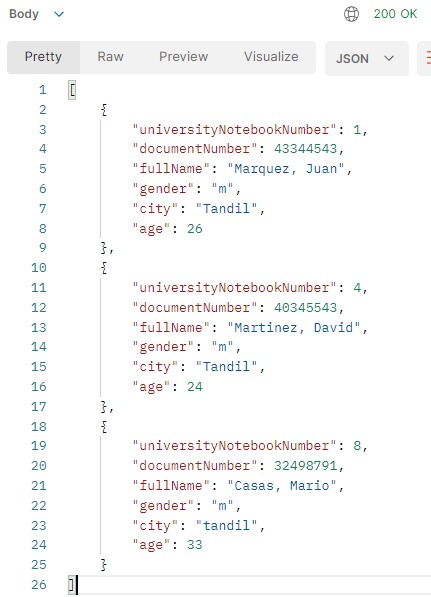 Body 200 OK
Pretty Raw Preview Visualize JSON
1 [
2 {
3 "universityNotebookNumber": 1,
4 "documentNumber": 43344543,
5 "fullName": "Marquez, Juan",
6 "gender": "m",
7 "city": "Tandil",
8 "age": 26
9 },
10 {
11 "universityNotebookNumber": 4,
12 "documentNumber": 40345543,
13 "fullName": "Martinez, David",
14 "gender": "m",
15 "city": "Tandil",
16 "age": 24
17 },
18 {
19 "universityNotebookNumber": 8,
20 "documentNumber": 32498791,
21 "fullName": "Casas, Mario",
22 "gender": "m",
23 "city": "tandil",
24 "age": 33
25 }
26 ]